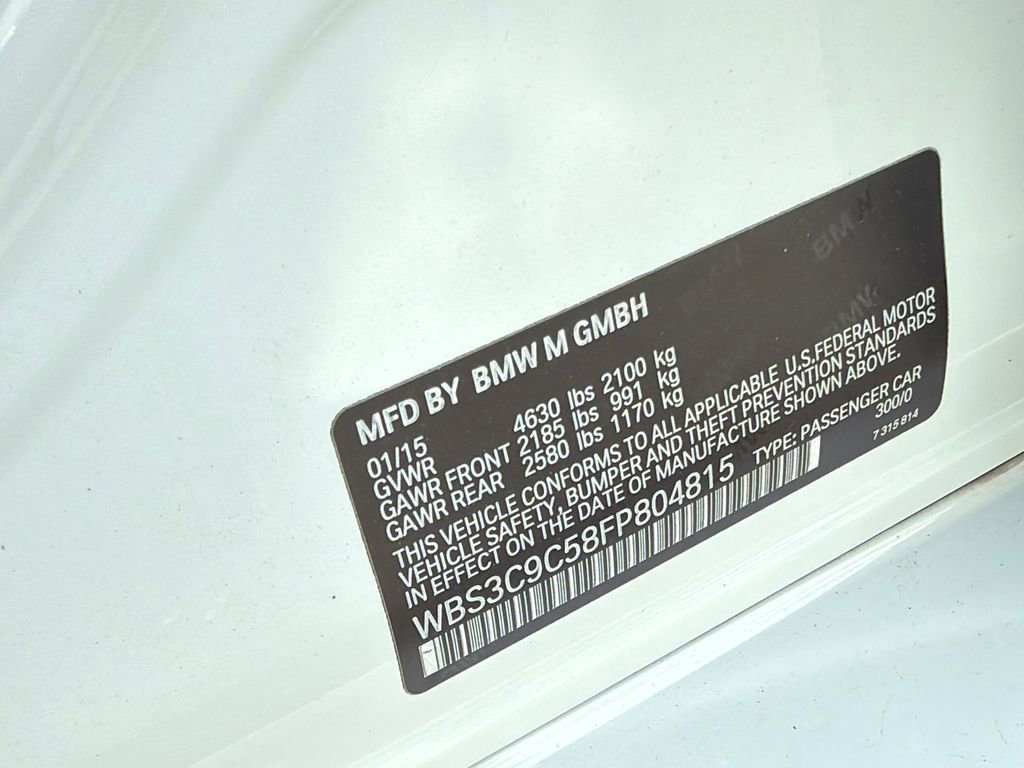 MFD BY BMW M GMBH
01/15
GVWR 4630 lbs 2100 kg
GAWR FRONT 2185 lbs 991 kg
GAWR REAR 2580 lbs 1170 kg
THIS VEHICLE CONFORMS TO ALL APPLICABLE U.S.FEDERAL MOTOR
VEHICLE SAFETY, BUMPER AND THEFT PREVENTION STANDARDS
IN EFFECT ON THE DATE OF MANUFACTURE SHOWN ABOVE.
WBS3C9C58FP804815 TYPE: PASSENGER CAR
300/0
7 315 814
BMW
BMW
BMW